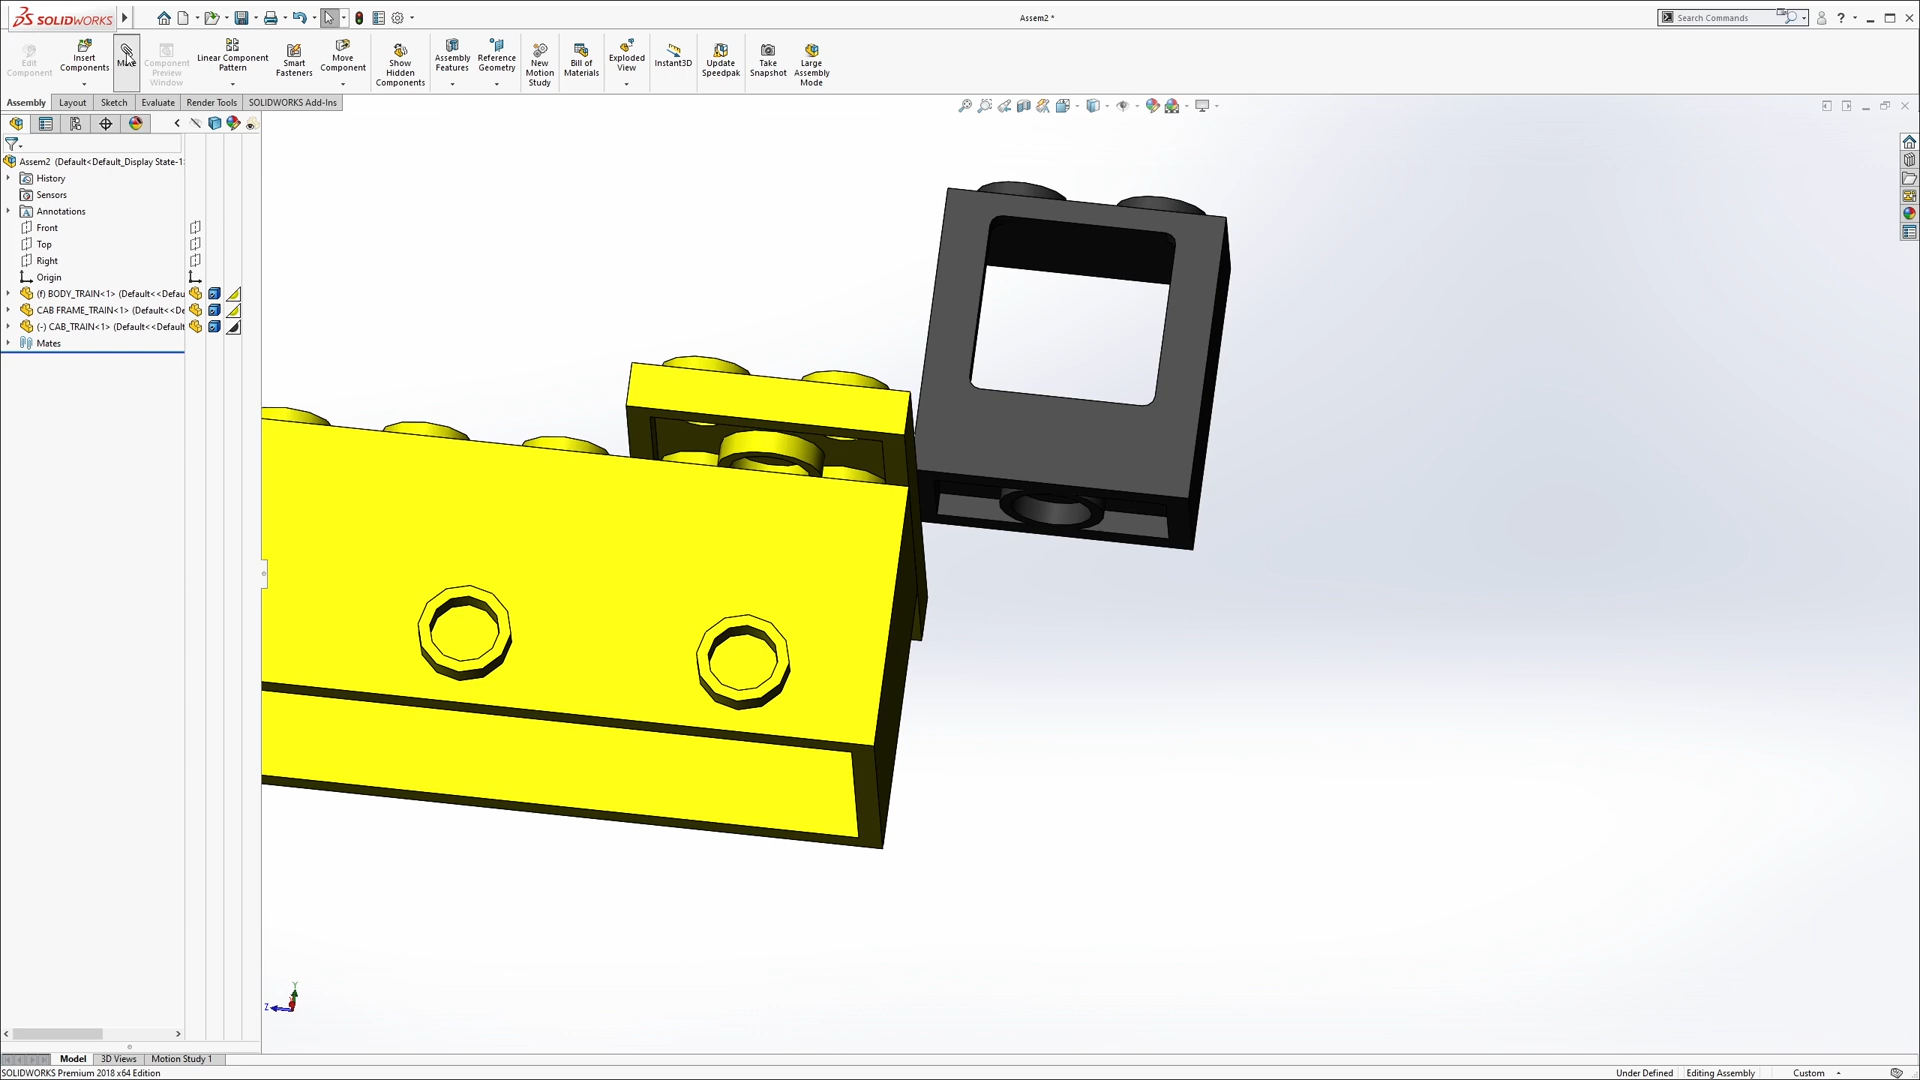 SOLIDWORKS
Assem2 *
Search Commands
Edit
Component
Insert
Components
Component
Preview
Window
Linear Component
Pattern
Smart
Fasteners
Move
Component
Show
Hidden
Components
Assembly
Features
Reference
Geometry
New
Motion
Study
Bill of
Materials
Exploded
View
Instant3D
Update
Speedpak
Take
Snapshot
Large
Assembly
Mode
Assembly Layout Sketch Evaluate Render Tools SOLIDWORKS Add-Ins
Assem2 (Default<Default_Display State-1
History
Sensors
Annotations
Front
Top
Right
Origin
(f) BODY_TRAIN<1> (Default<<Defau
CAB FRAME_TRAIN<1> (Default<<De
(-) CAB_TRAIN<1> (Default<<Default
Mates
Y
Z
Model 3D Views Motion Study 1
SOLIDWORKS Premium 2018 x64 Edition
Under Defined Editing Assembly Custom